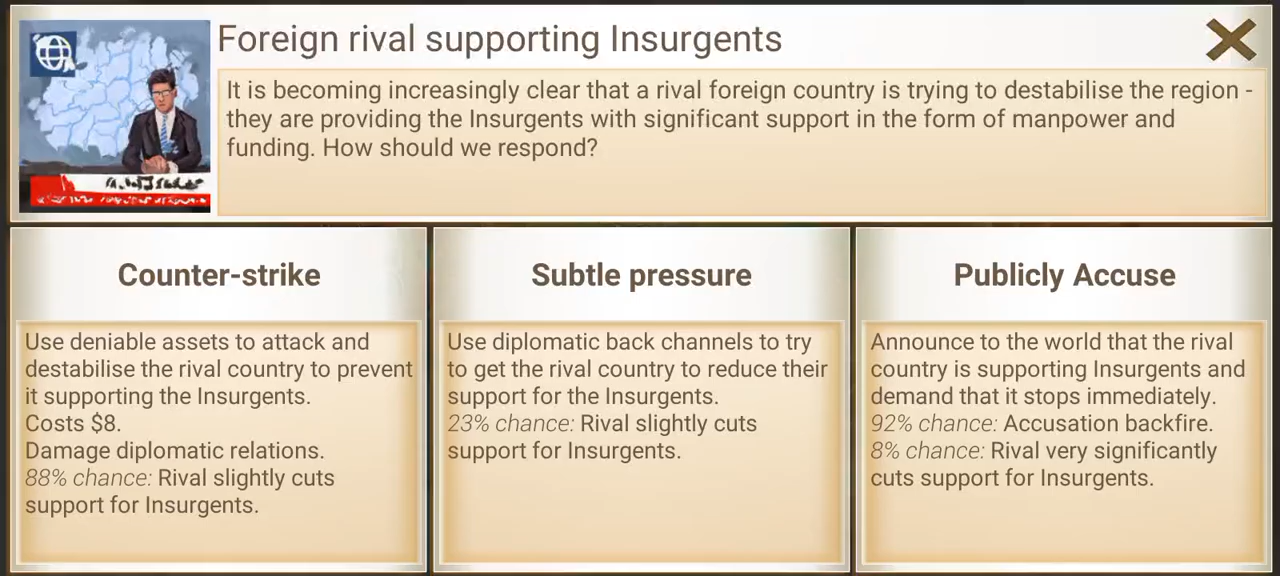 Foreign rival supporting Insurgents
It is becoming increasingly clear that a rival foreign country is trying to destabilise the region -
they are providing the Insurgents with significant support in the form of manpower and
funding. How should we respond?
Counter-strike
Use deniable assets to attack and
destabilise the rival country to prevent
it supporting the Insurgents.
Costs $8.
Damage diplomatic relations.
88% chance: Rival slightly cuts
support for Insurgents.
Subtle pressure
Use diplomatic back channels to try
to get the rival country to reduce their
support for the Insurgents.
23% chance: Rival slightly cuts
support for Insurgents.
Publicly Accuse
Announce to the world that the rival
country is supporting Insurgents and
demand that it stops immediately.
92% chance: Accusation backfire.
8% chance: Rival very significantly
cuts support for Insurgents.